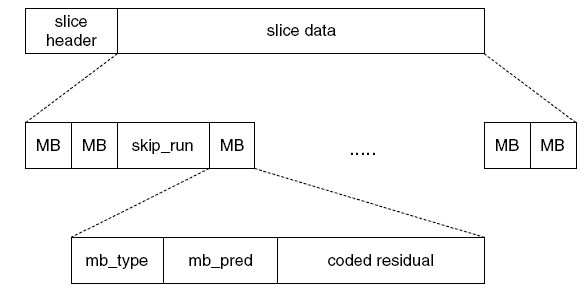 slice
header
slice data
MB MB skip_run MB ..... MB MB
mb_type mb_pred coded residual